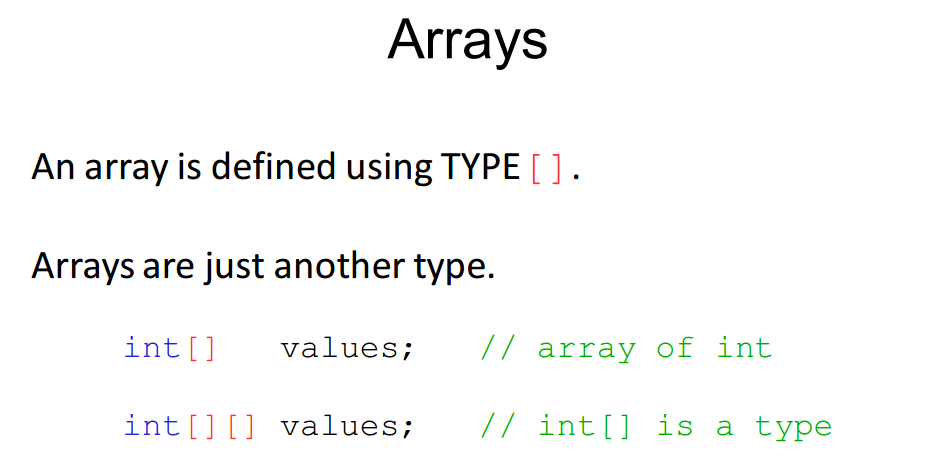 Arrays
An array is defined using TYPE[].
Arrays are just another type.
int[] values; // array of int
int[][] values; // int[] is a type